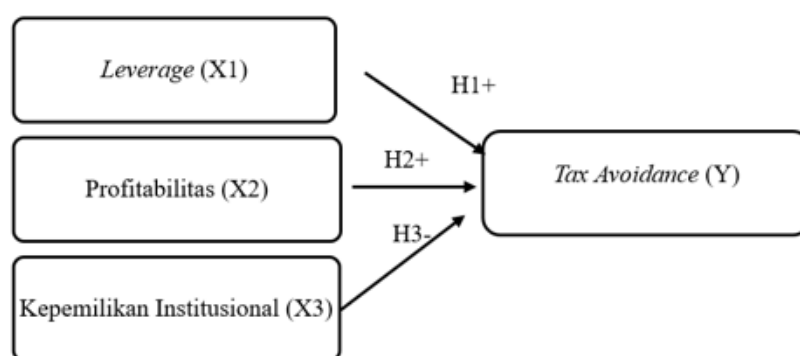 Leverage (X1)
H1+
H2+
Tax Avoidance (Y)
Profitabilitas (X2)
H3-
Kepemilikan Institusional (X3)